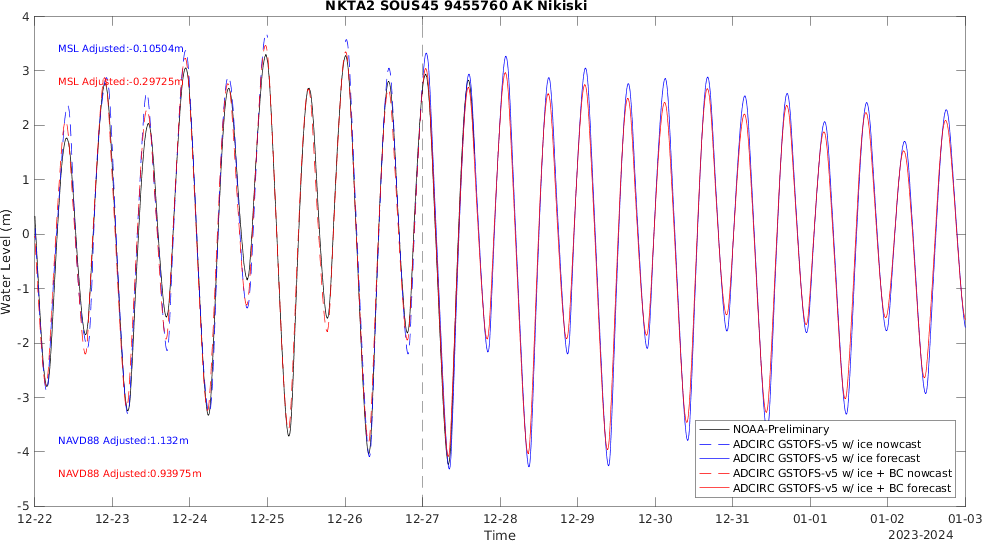 NKTA2 SOUS45 9455760 AK Nikiski
MSL Adjusted:-0.10504m
MSL Adjusted:-0.29725m
NAVD88 Adjusted:1.132m
NAVD88 Adjusted:0.93975m
Water Level (m)
4
3
2
1
0
-1
-2
-3
-4
-5
NOAA-Preliminary
ADCIRC GSTOFS-v5 w/ ice nowcast
ADCIRC GSTOFS-v5 w/ ice forecast
ADCIRC GSTOFS-v5 w/ ice + BC nowcast
ADCIRC GSTOFS-v5 w/ ice + BC forecast
12-22 12-23 12-24 12-25 12-26 12-27 12-28 12-29 12-30 12-31 01-01 01-02 01-03
Time
2023-2024